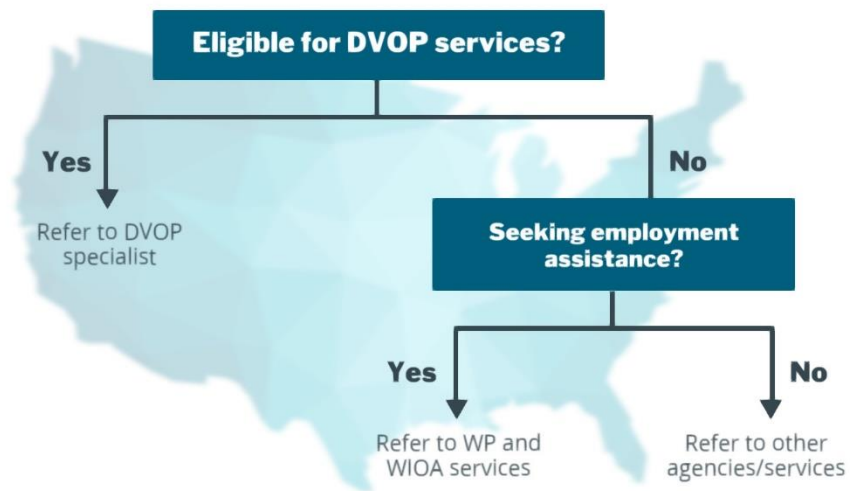 Eligible for DVOP services?
Yes
No
Refer to DVOP
specialist
Seeking employment
assistance?
Yes
No
Refer to WP and
WIOA services
Refer to other
agencies/services